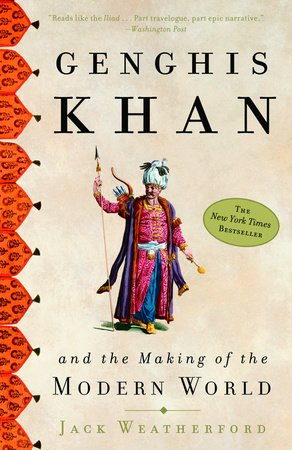 "Reads like the Iliad . . . Part travelogue, part epic narrative."
—Washington Post
GENGHIS
KHAN
THE
New York Times
BESTSELLER
and the Making of the
MODERN WORLD
JACK WEATHERFORD